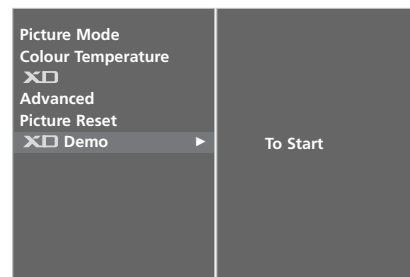 Picture Mode
Colour Temperature
XD
Advanced
Picture Reset
XD Demo ►
To Start